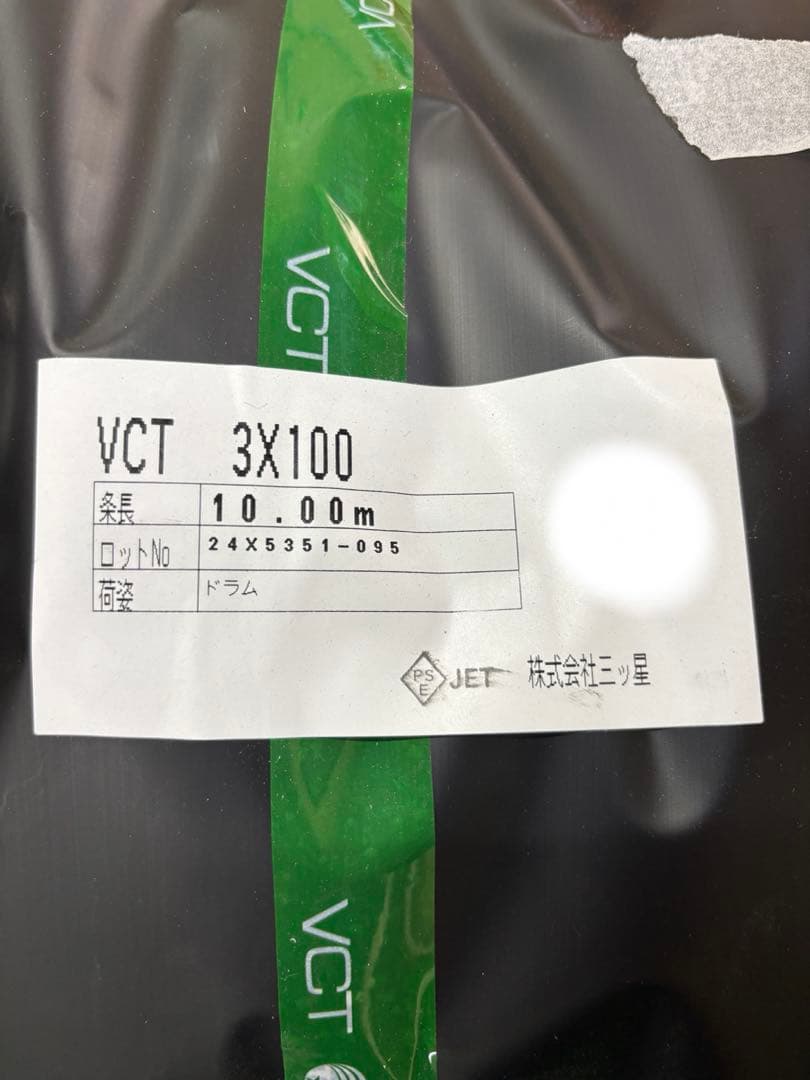 VCT
VCT 3X100
条長 10.00m
ロットNo 24X5351-095
荷姿 ドラム
PS
E
JET 株式会社三ッ星
VCT